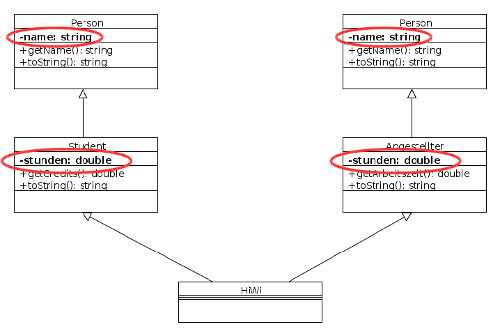 Person
-name: string
+getName(): string
+toString(): string
Person
-name: string
+getName(): string
+toString(): string
Student
-stunden: double
+getCredits(): double
+toString(): string
Angestellter
-stunden: double
+getArbeitszeit(): double
+toString(): string
HiWi